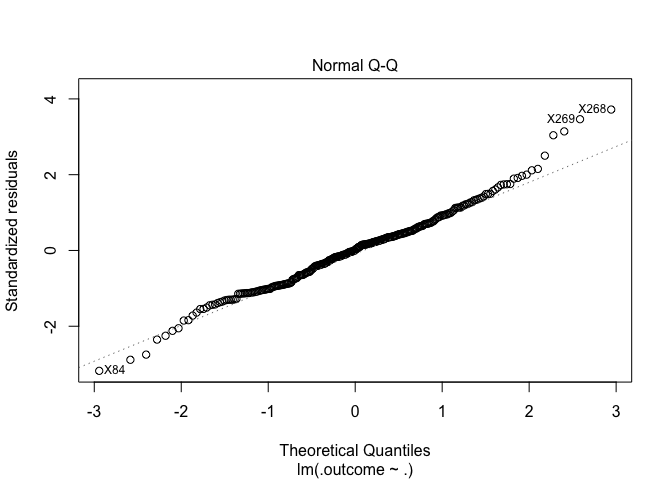 Normal Q-Q
Standardized residuals
4
2
0
-2
X268
X269
X84
-3
-2
-1
0
1
2
3
Theoretical Quantiles
lm(.outcome ~ .)